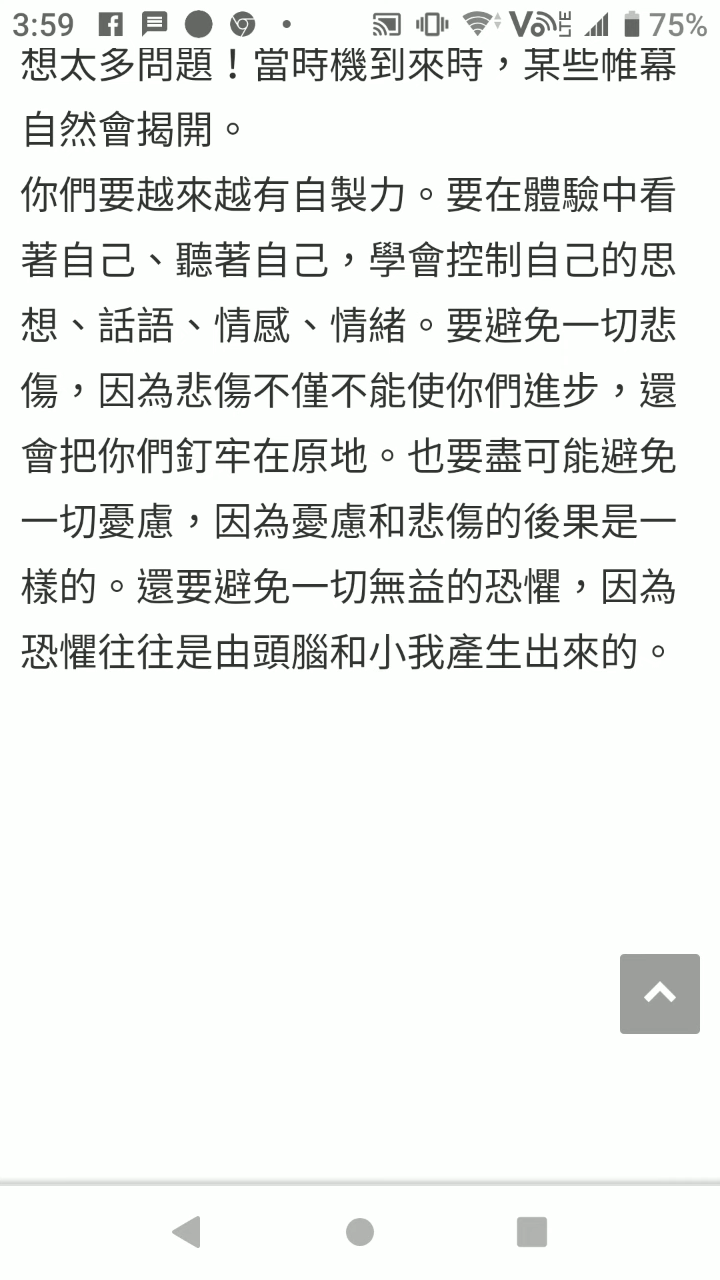 3:59
VoLTE
75%
想太多問題！當時機到來時，某些帷幕
自然會揭開。
你們要越來越有自製力。要在體驗中看
著自己、聽著自己，學會控制自己的思
想、話語、情感、情緒。要避免一切悲
傷，因為悲傷不僅不能使你們進步，還
會把你們釘牢在原地。也要盡可能避免
一切憂慮，因為憂慮和悲傷的後果是一
樣的。還要避免一切無益的恐懼，因為
恐懼往往是由頭腦和小我產生出來的。